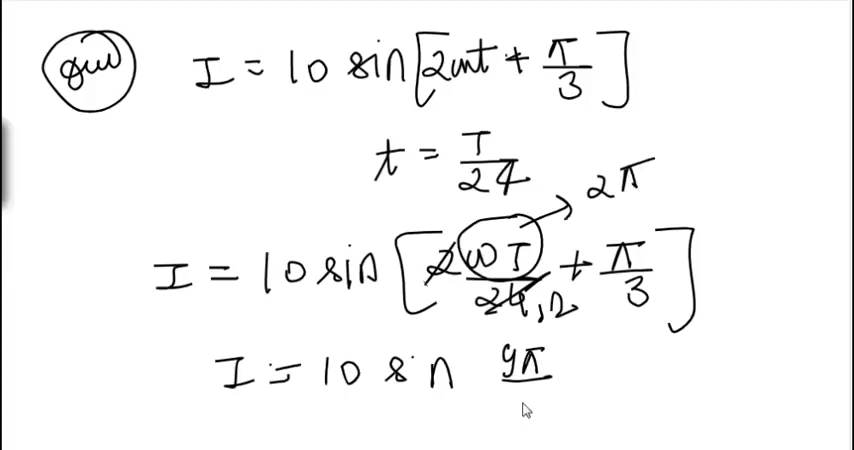 Que I = 10 sin [2ωt + π/3]
t = T/24
2π
I = 10 sin [2ωT/24,12 + π/3]
I = 10 sin 9π